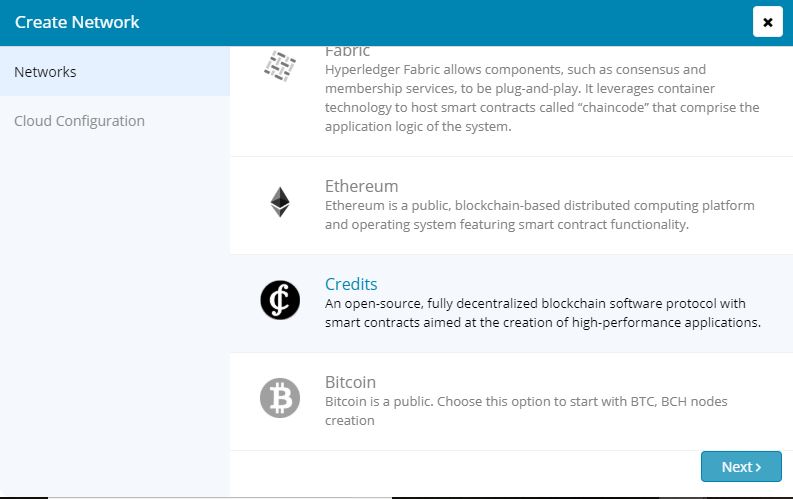 Create Network
Networks
Cloud Configuration
Fabric
Hyperledger Fabric allows components, such as consensus and
membership services, to be plug-and-play. It leverages container
technology to host smart contracts called “chaincode” that comprise the
application logic of the system.
Ethereum
Ethereum is a public, blockchain-based distributed computing platform
and operating system featuring smart contract functionality.
Credits
An open-source, fully decentralized blockchain software protocol with
smart contracts aimed at the creation of high-performance applications.
Bitcoin
Bitcoin is a public. Choose this option to start with BTC, BCH nodes
creation
Next